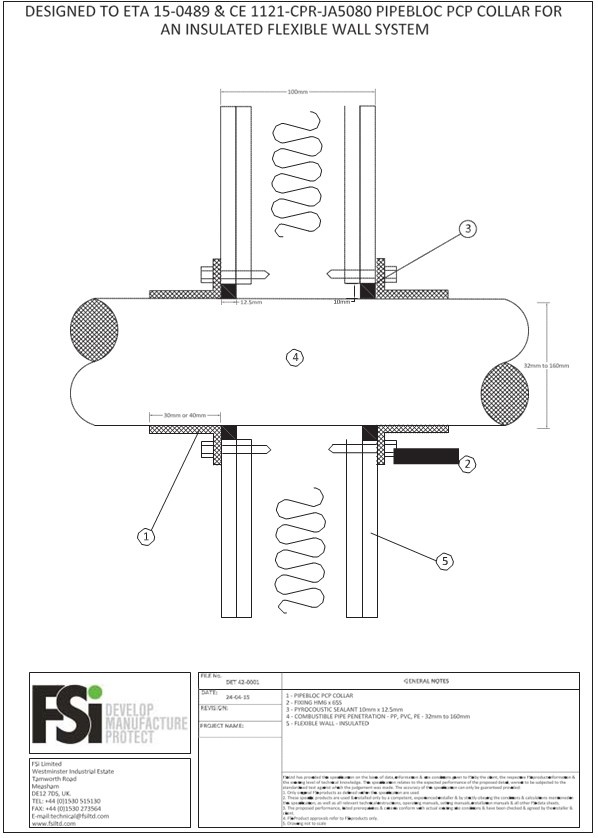 DESIGNED TO ETA 15-0489 & CE 1121-CPR-JA5080 PIPEBLOC PCP COLLAR FOR
AN INSULATED FLEXIBLE WALL SYSTEM
100mm
3
12.5mm
10mm
4
32mm to 160mm
30mm or 40mm
2
1
5
FSi DEVELOP
MANUFACTURE
PROTECT
FSi Limited
Westminster Industrial Estate
Tamworth Road
Measham
DE12 7DS, UK.
TEL: +44 (0)1530 515130
FAX: +44 (0)1530 273564
E-mail:technical@fsiltd.com
www.fsiltd.com
FILE No. DET 42-0001
DATE: 24-04-15
REVISION:
PROJECT NAME:
GENERAL NOTES
1 - PIPEBLOC PCP COLLAR
2 - FIXING HM6 x 65S
3 - PYROCOUSTIC SEALANT 10mm x 12.5mm
4 - COMBUSTIBLE PIPE PENETRATION - PP, PVC, PE - 32mm to 160mm
5 - FLEXIBLE WALL - INSULATED